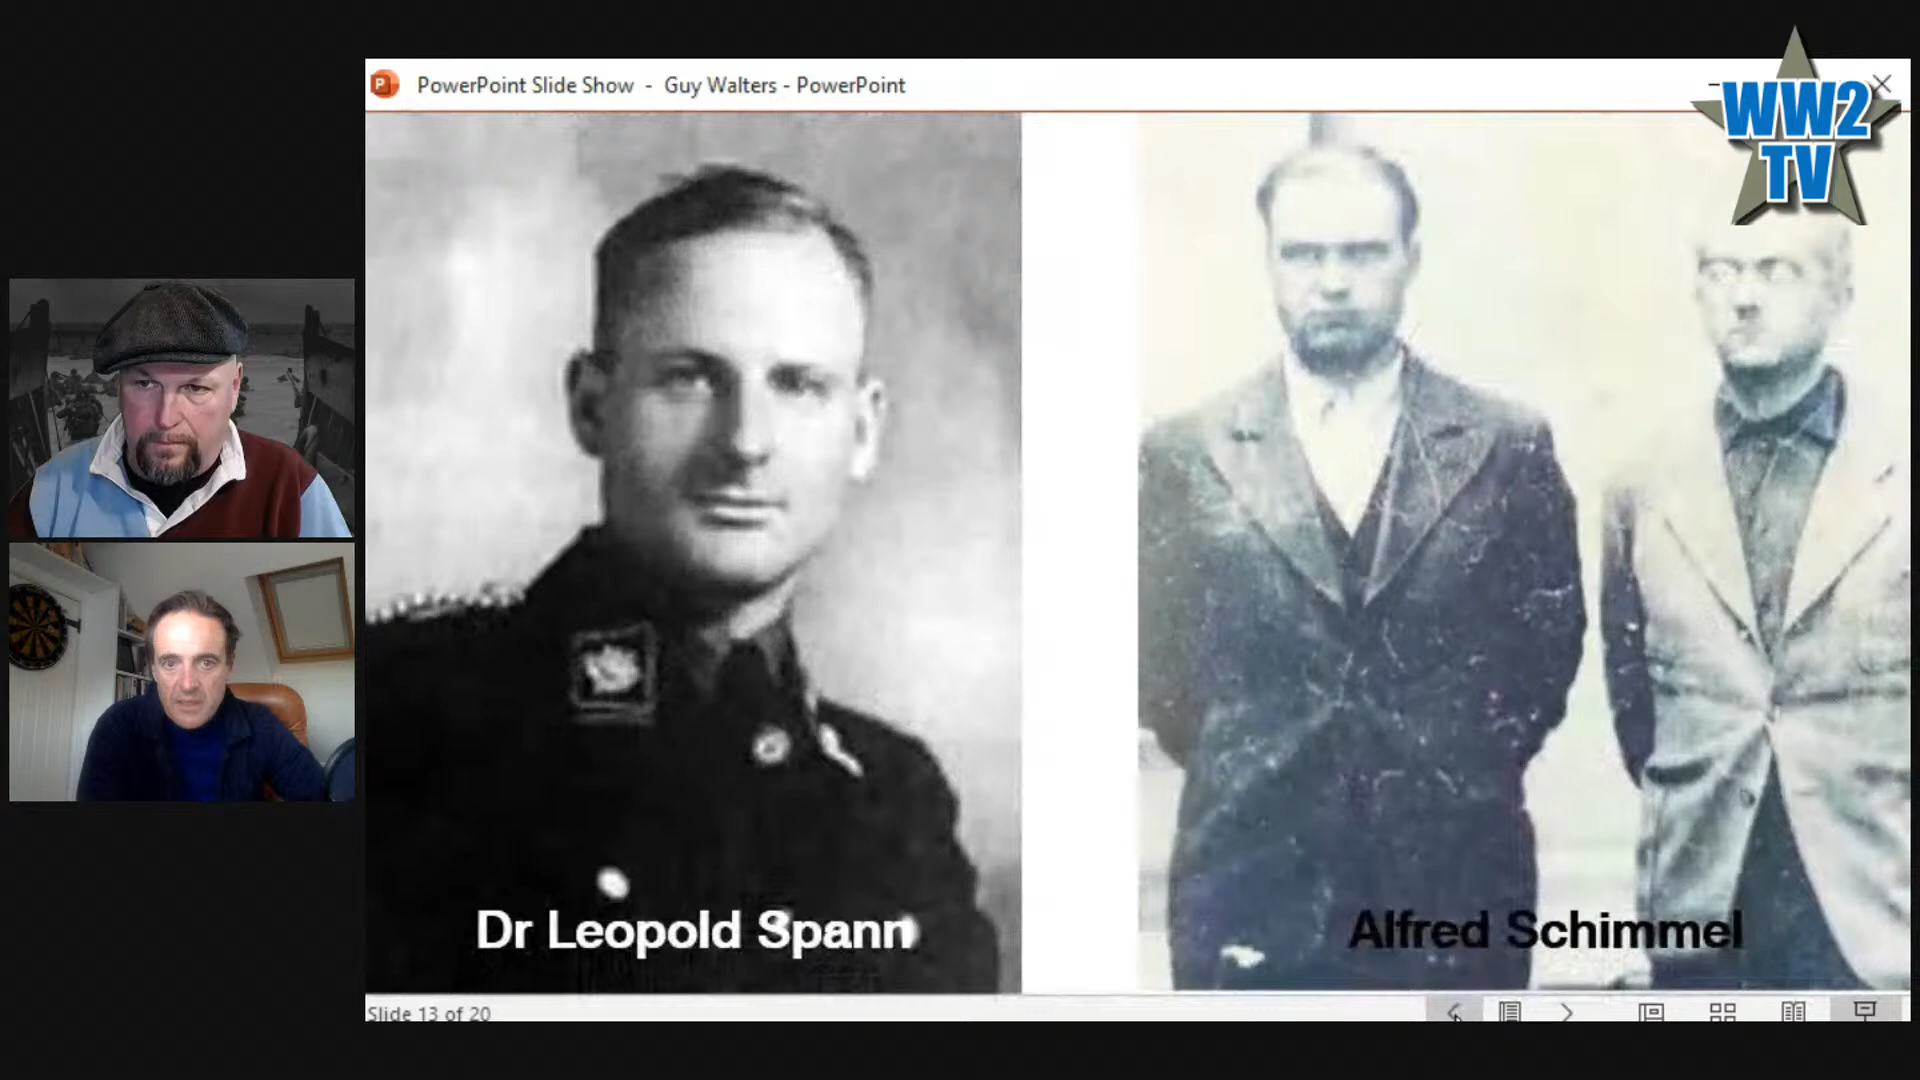 PowerPoint Slide Show - Guy Walters - PowerPoint
WW2
TV
Dr Leopold Spann
Alfred Schimmel
Slide 13 of 20